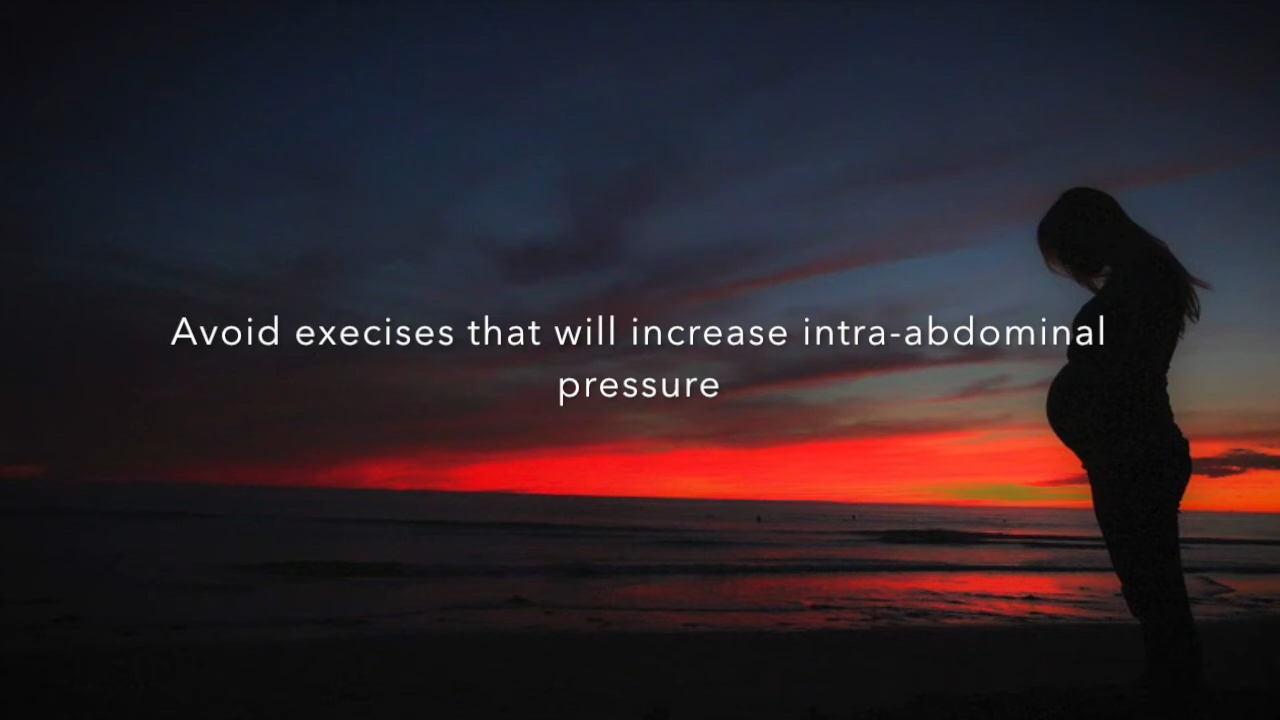 Avoid execises that will increase intra-abdominal
pressure